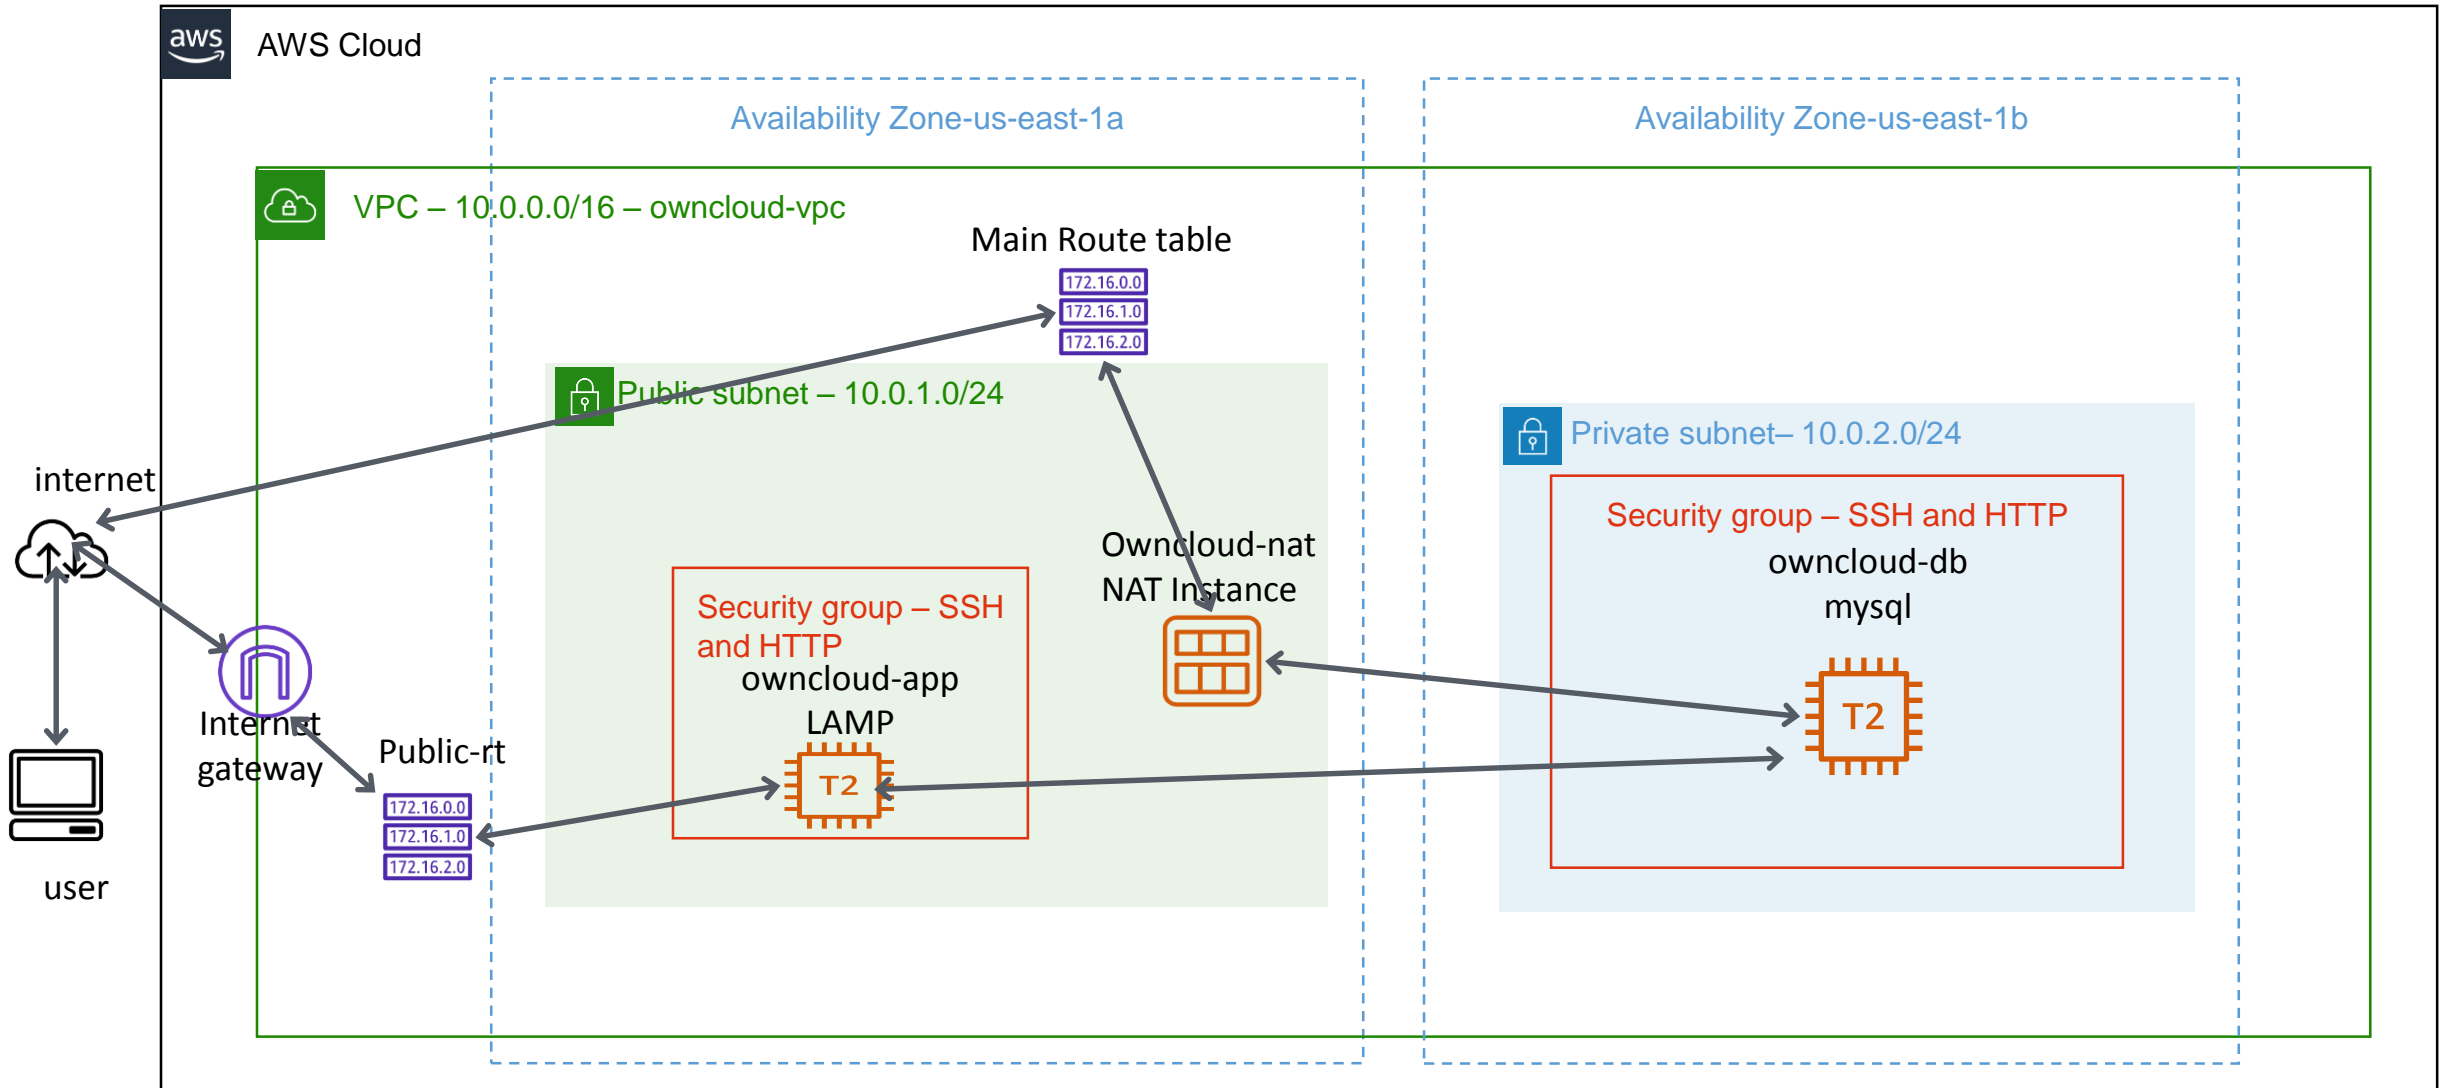 aws
AWS Cloud
Availability Zone-us-east-1a
Availability Zone-us-east-1b
VPC – 10.0.0.0/16 – owncloud-vpc
Main Route table
172.16.0.0
172.16.1.0
172.16.2.0
Public subnet – 10.0.1.0/24
Private subnet– 10.0.2.0/24
internet
Security group – SSH and HTTP
owncloud-db
mysql
T2
Owncloud-nat
NAT Instance
Security group – SSH
and HTTP
owncloud-app
LAMP
T2
Internet
gateway
Public-rt
172.16.0.0
172.16.1.0
172.16.2.0
user